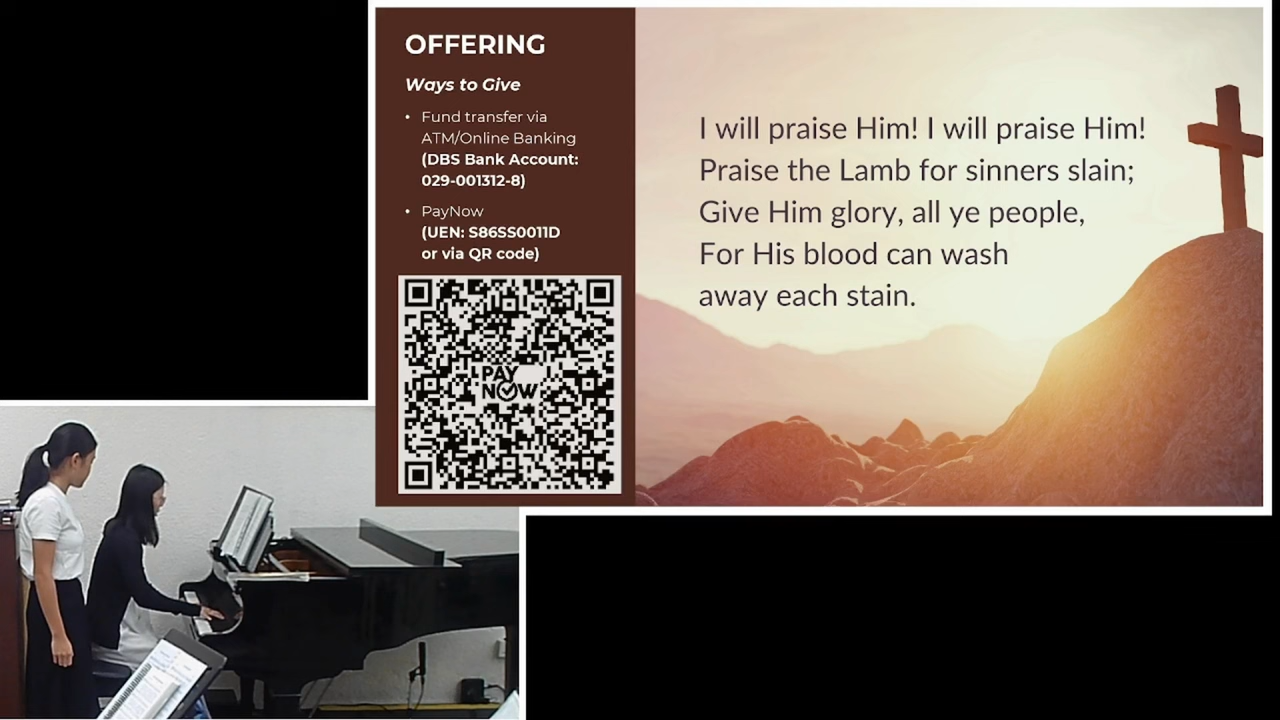 OFFERING
Ways to Give
• Fund transfer via
ATM/Online Banking
(DBS Bank Account:
029-001312-8)
• PayNow
(UEN: S86SS0011D
or via QR code)
PAY
NOW
I will praise Him! I will praise Him!
Praise the Lamb for sinners slain;
Give Him glory, all ye people,
For His blood can wash
away each stain.